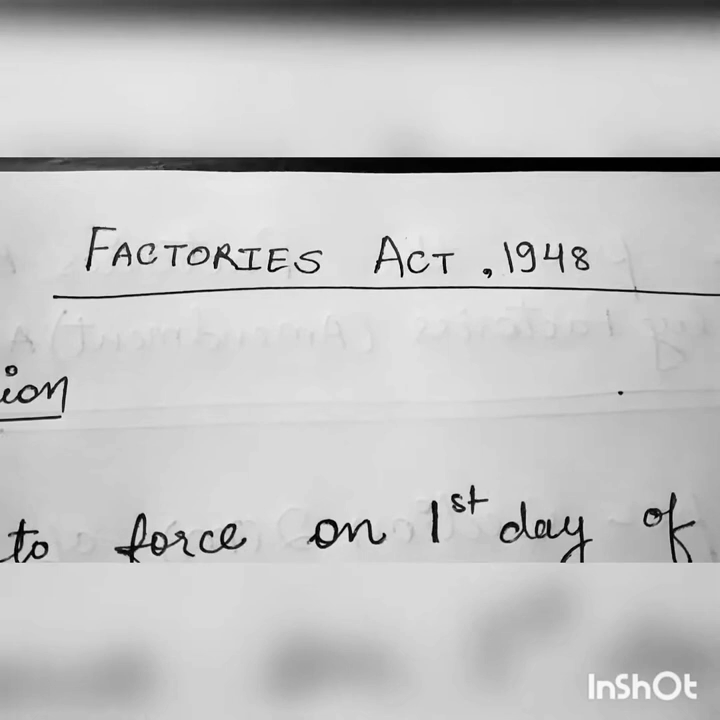 FACTORIES ACT, 1948
ion
to force on 1st day of
InShOt